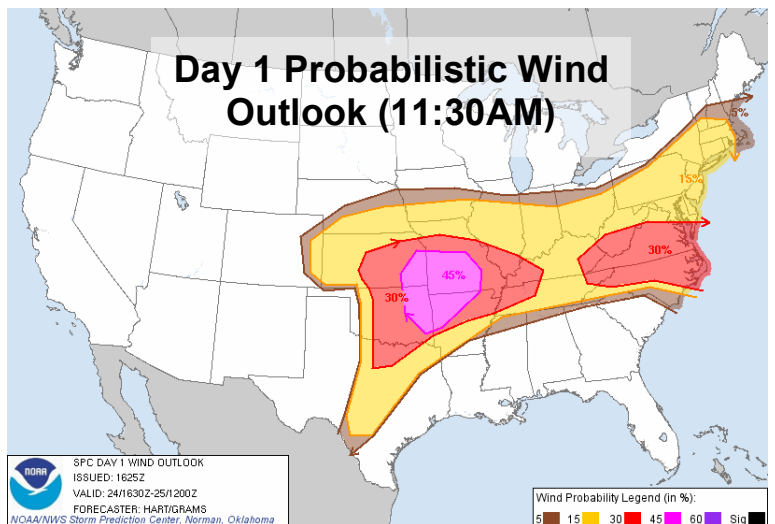 Day 1 Probabilistic Wind
Outlook (11:30AM)
5%
15%
30%
45%
30%
NOAA
SPC DAY 1 WIND OUTLOOK
ISSUED: 1625Z
VALID: 24/1630Z-25/1200Z
FORECASTER: HART/GRAMS
NOAA/NWS Storm Prediction Center, Norman, Oklahoma
Wind Probability Legend (in %):
5 15 30 45 60 Sig